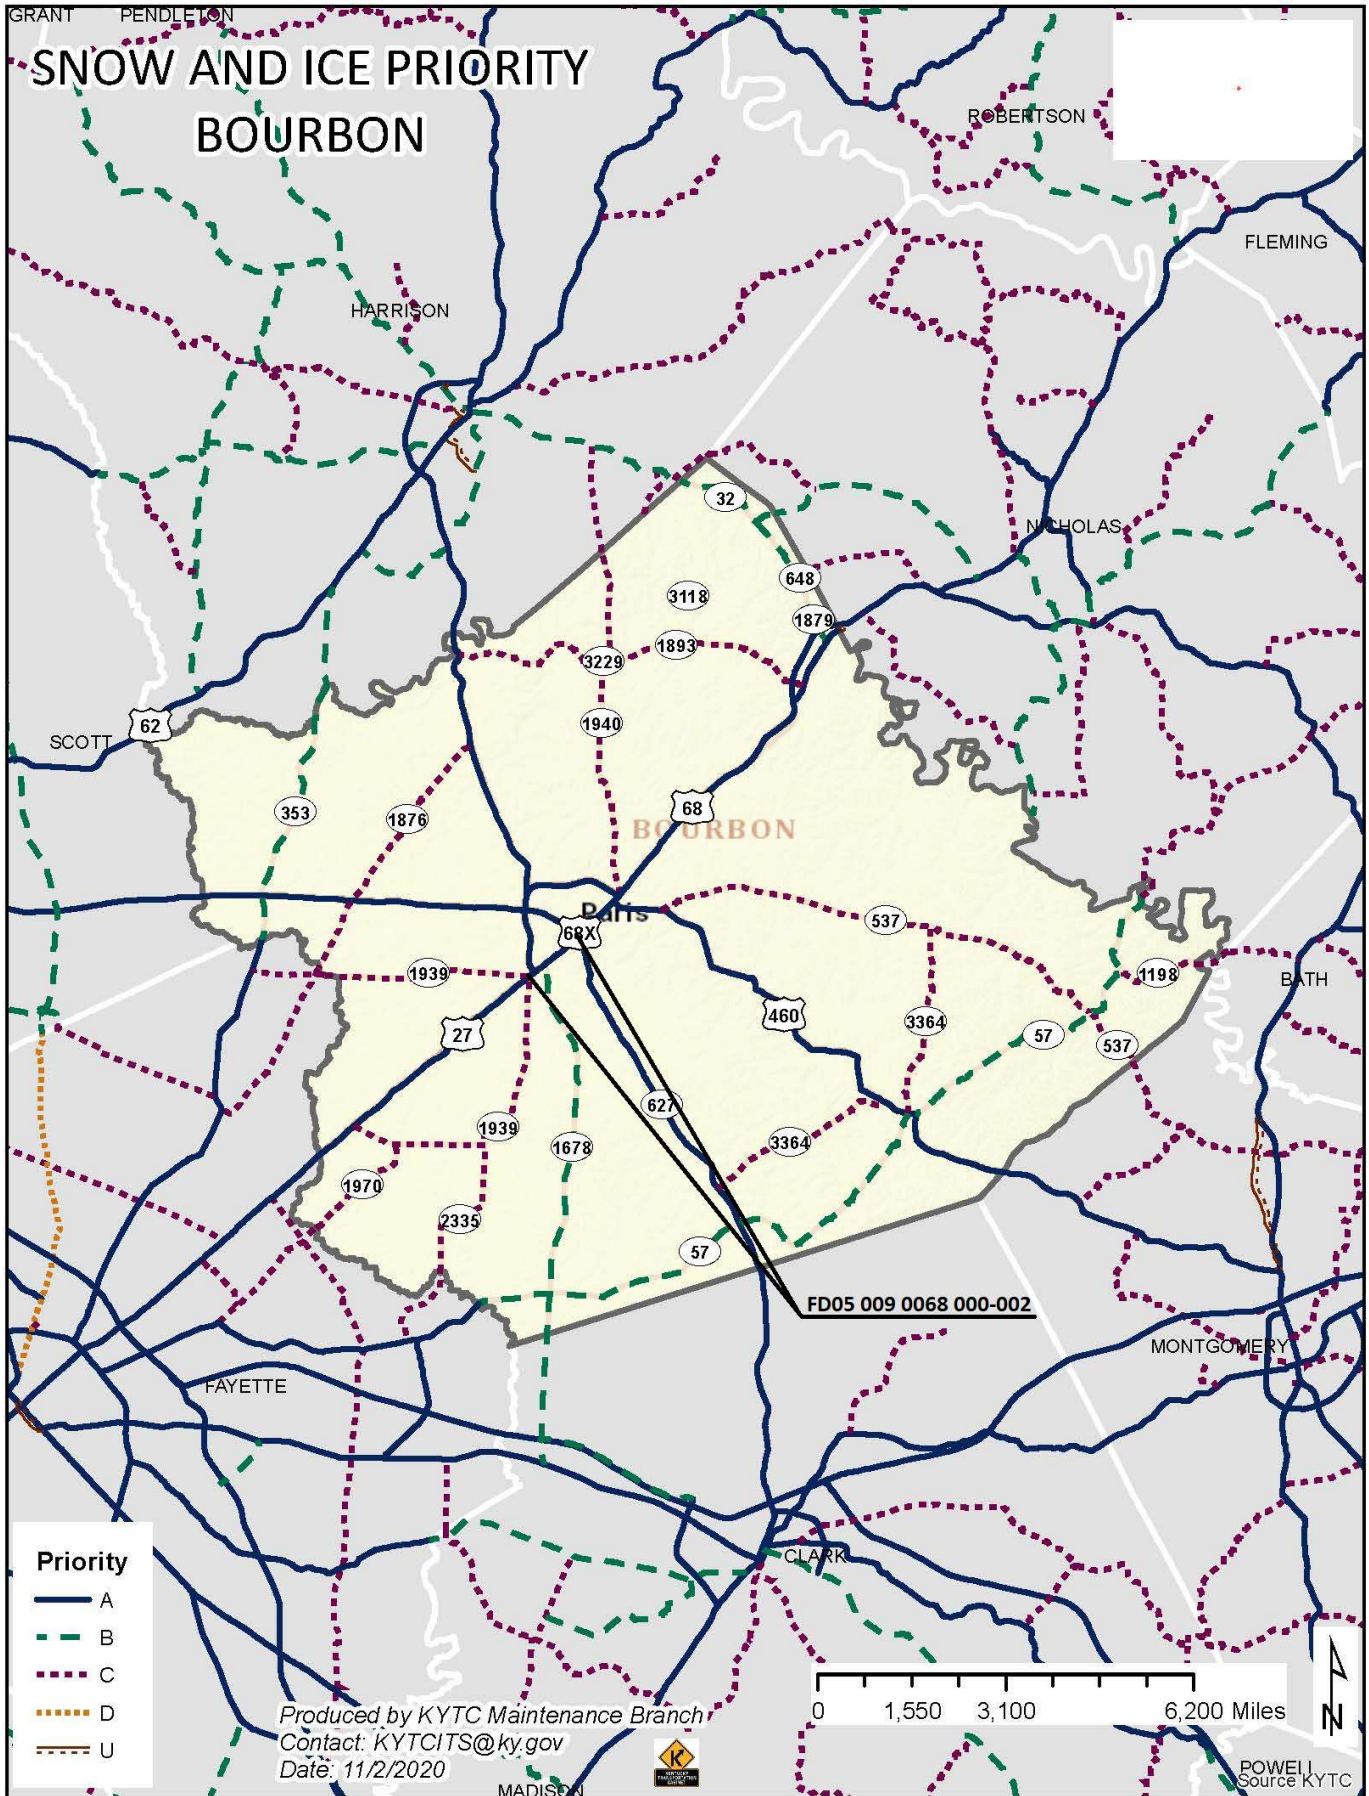 GRANT
PENDLETON
SNOW AND ICE PRIORITY
BOURBON
ROBERTSON
FLEMING
HARRISON
32
NICHOLAS
648
3118
1879
1893
3229
62
1940
SCOTT
68
353
1876
BOURBON
Paris
537
68X
1939
1198
BATH
460
3364
27
57
537
627
1939
3364
1678
1970
2335
57
FD05 009 0068 000-002
MONTGOMERY
FAYETTE
CLARK
Priority
A
B
C
D
U
0 1,550 3,100 6,200 Miles
N
Produced by KYTC Maintenance Branch
Contact: KYTCITS@ky.gov
Date: 11/2/2020
MADISON
POWELL
Source KYTC